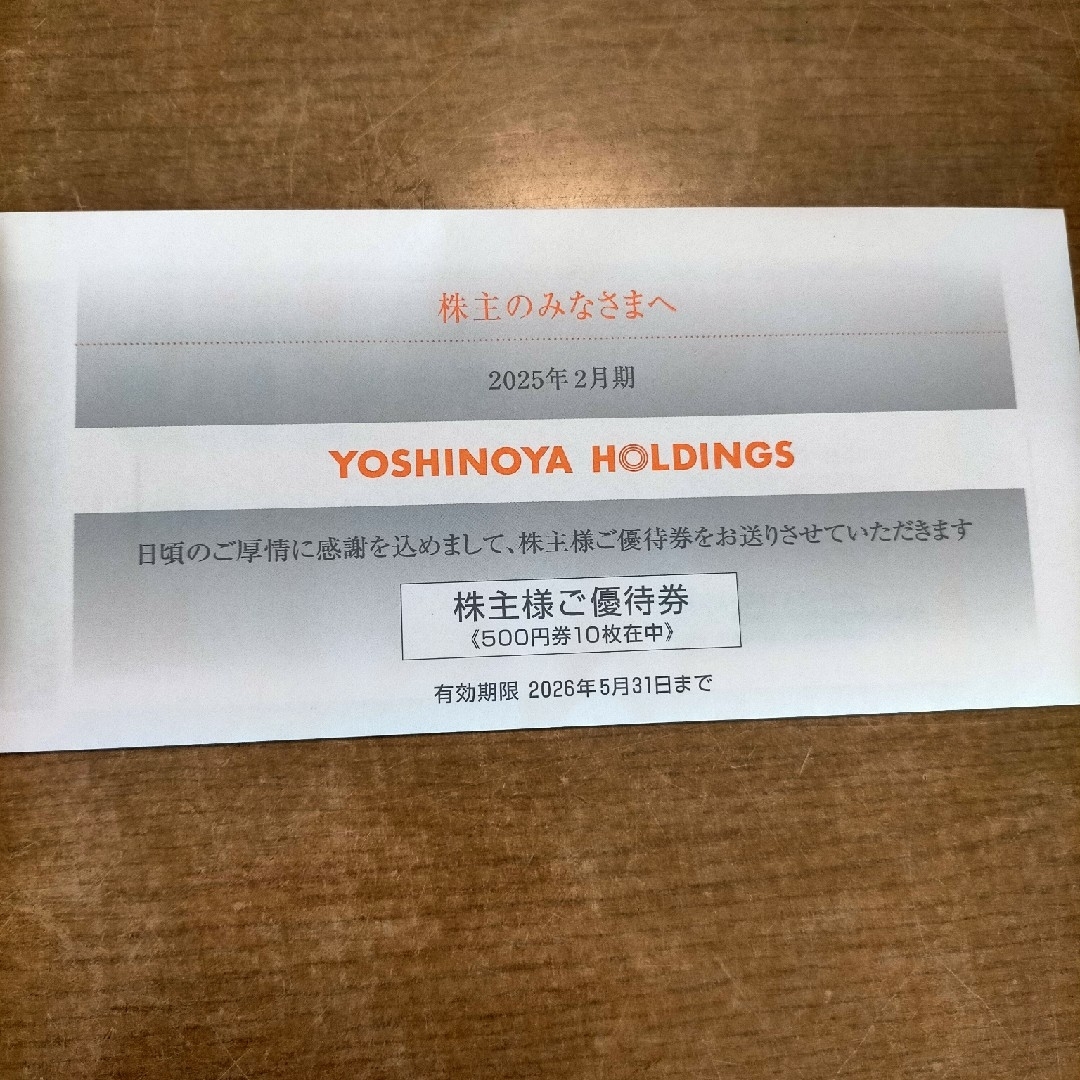 株主のみなさまへ
2025年2月期
YOSHINOYA HOLDINGS
日頃のご厚情に感謝を込めまして、株主様ご優待券をお送りさせていただきます
株主様ご優待券
《500円券10枚在中》
有効期限 2026年5月31日まで